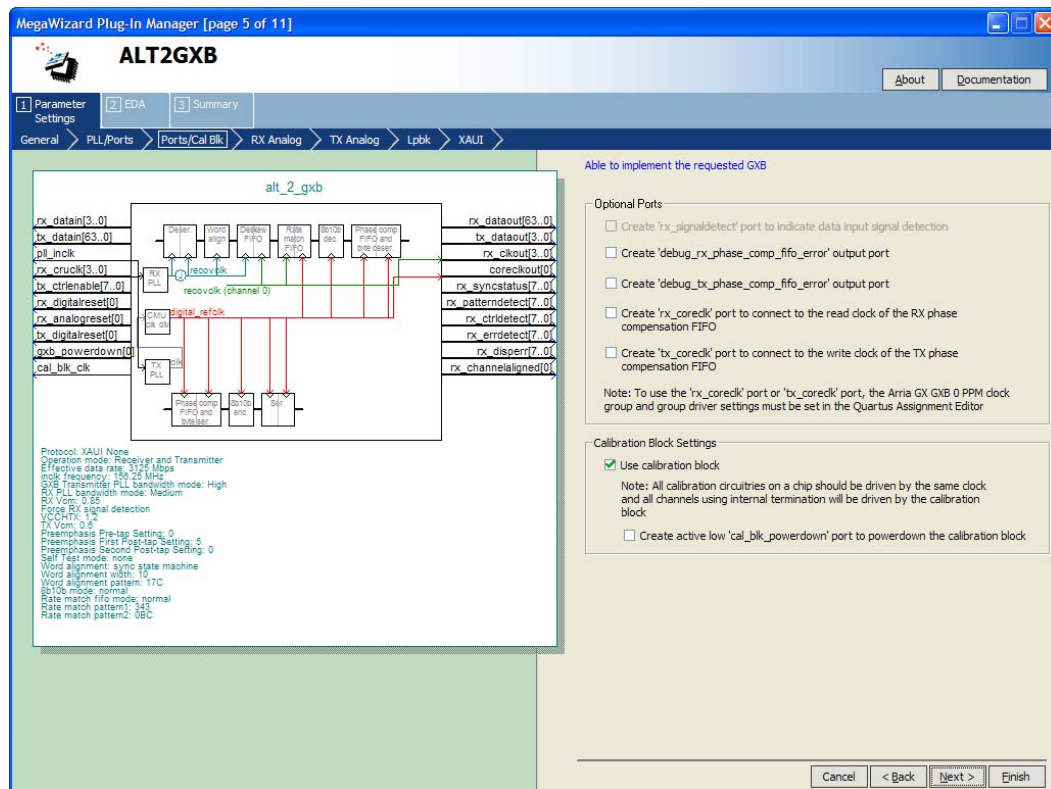 MegaWizard Plug-In Manager [page 5 of 11]
ALT2GXB
About
Documentation
1 Parameter Settings
2 EDA
3 Summary
General
PLL/Ports
Ports/Cal Blk
RX Analog
TX Analog
Lpbk
XAUI
Able to implement the requested GXB
alt_2_gxb
rx_datain[3..0]
tx_datain[63..0]
pll_inclk
rx_cruclk[3..0]
tx_ctrlenable[7..0]
rx_digitalreset[0]
rx_analogreset[0]
tx_digitalreset[0]
gxb_powerdown[0]
cal_blk_clk
Deser.
Word
align
Deskew
FIFO
Rate
match
FIFO
8b10b
dec.
Phase comp
FIFO and
byte deser
RX
PLL
recovclk
recovclk (channel 0)
CMU
clk div
digital_refclk
TX
PLL
clk
Phase comp
FIFO and
byte ser
8b10b
enc.
Ser.
rx_dataout[63..0]
tx_dataout[3..0]
rx_clkout[3..0]
coreclkout[0]
rx_syncstatus[7..0]
rx_patterndetect[7..0]
rx_ctrldetect[7..0]
rx_errdetect[7..0]
rx_disperr[7..0]
rx_channelaligned[0]
Protocol: XAUI None
Operation mode: Receiver and Transmitter
Effective data rate: 3125 Mbps
inclk frequency: 156.25 MHz
GXB Transmitter PLL bandwidth mode: High
RX PLL bandwidth mode: Medium
RX Vcm: 0.85
Force RX signal detection
VCCHTX: 1.2
TX Vcm: 0.6
Preemphasis Pre-tap Setting: 0
Preemphasis First Post-tap Setting: 5
Preemphasis Second Post-tap Setting: 0
Self Test mode: none
Word alignment: sync state machine
Word alignment width: 10
Word alignment pattern: 17C
8b10b mode: normal
Rate match fifo mode: normal
Rate match pattern1: 343
Rate match pattern2: 0BC
Optional Ports
Create 'rx_signaldetect' port to indicate data input signal detection
Create 'debug_rx_phase_comp_fifo_error' output port
Create 'debug_tx_phase_comp_fifo_error' output port
Create 'rx_coreclk' port to connect to the read clock of the RX phase
compensation FIFO
Create 'tx_coreclk' port to connect to the write clock of the TX phase
compensation FIFO
Note: To use the 'rx_coreclk' port or 'tx_coreclk' port, the Arria GX GXB 0 PPM clock
group and group driver settings must be set in the Quartus Assignment Editor
Calibration Block Settings
Use calibration block
Note: All calibration circuitries on a chip should be driven by the same clock
and all channels using internal termination will be driven by the calibration
block
Create active low 'cal_blk_powerdown' port to powerdown the calibration block
Cancel
< Back
Next >
Finish